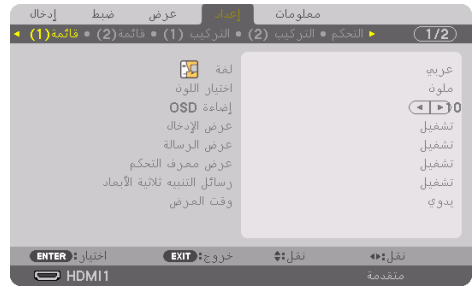 إدخال ضبط عرض إعداد معلومات
قائمة(1) • قائمة(2) • التركيب (1) • التركيب (2) • التحكم 1/2
لغة عربي
اختيار اللون ملون
إضاءة OSD 10
عرض الإدخال تشغيل
عرض الرسالة تشغيل
عرض معرف التحكم تشغيل
رسائل التنبيه ثلاثية الأبعاد تشغيل
وقت العرض يدوي
ENTER :اختيار EXIT :خروج نقل: نقل:
HDMI1 متقدمة